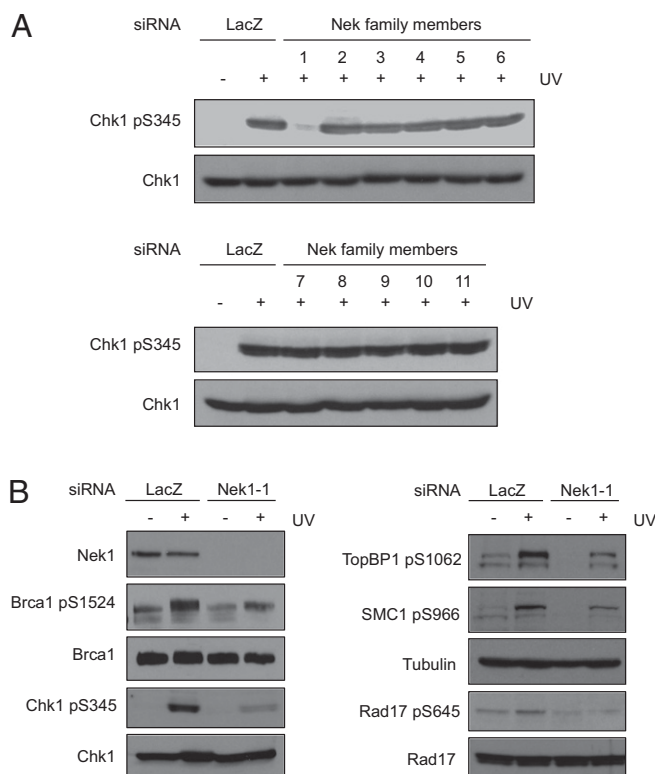 A
siRNA LacZ Nek family members
1 2 3 4 5 6
- + + + + + + + UV
Chk1 pS345
Chk1
siRNA LacZ Nek family members
7 8 9 10 11
- + + + + + + UV
Chk1 pS345
Chk1
B
siRNA LacZ Nek1-1
- + - + UV
Nek1
Brca1 pS1524
Brca1
Chk1 pS345
Chk1
siRNA LacZ Nek1-1
- + - + UV
TopBP1 pS1062
SMC1 pS966
Tubulin
Rad17 pS645
Rad17